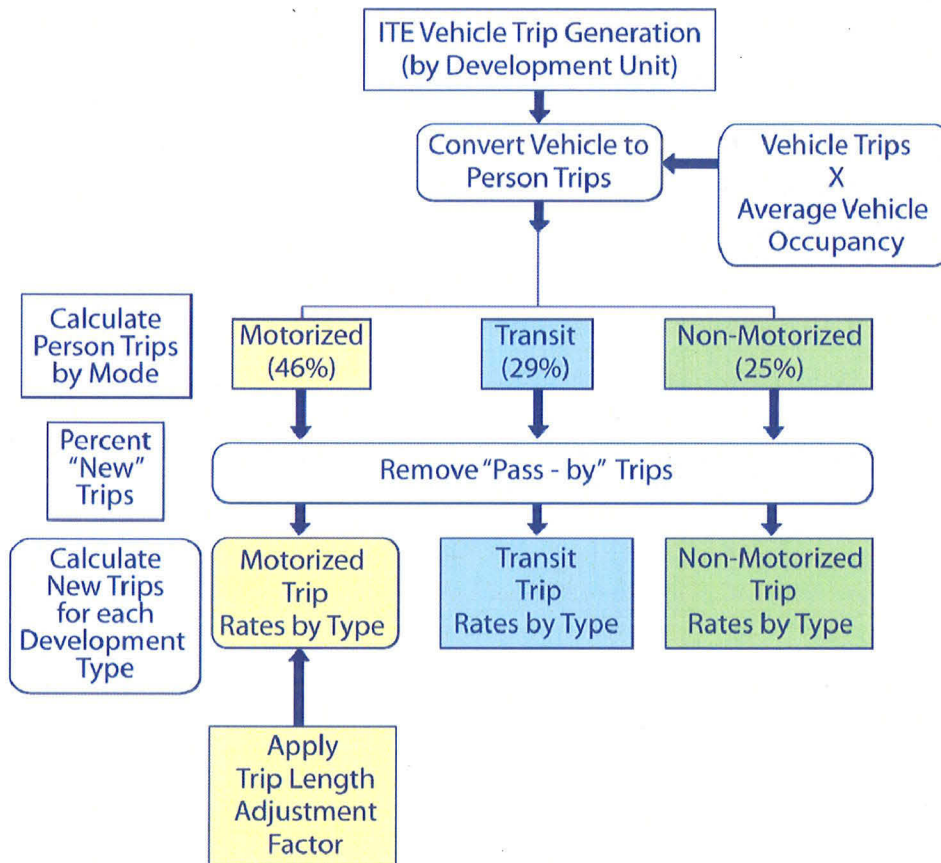 ITE Vehicle Trip Generation
(by Development Unit)
Convert Vehicle to
Person Trips
Vehicle Trips
X
Average Vehicle
Occupancy
Calculate
Person Trips
by Mode
Motorized
(46%)
Transit
(29%)
Non-Motorized
(25%)
Percent
"New"
Trips
Remove "Pass - by" Trips
Calculate
New Trips
for each
Development
Type
Motorized
Trip
Rates by Type
Transit
Trip
Rates by Type
Non-Motorized
Trip
Rates by Type
Apply
Trip Length
Adjustment
Factor